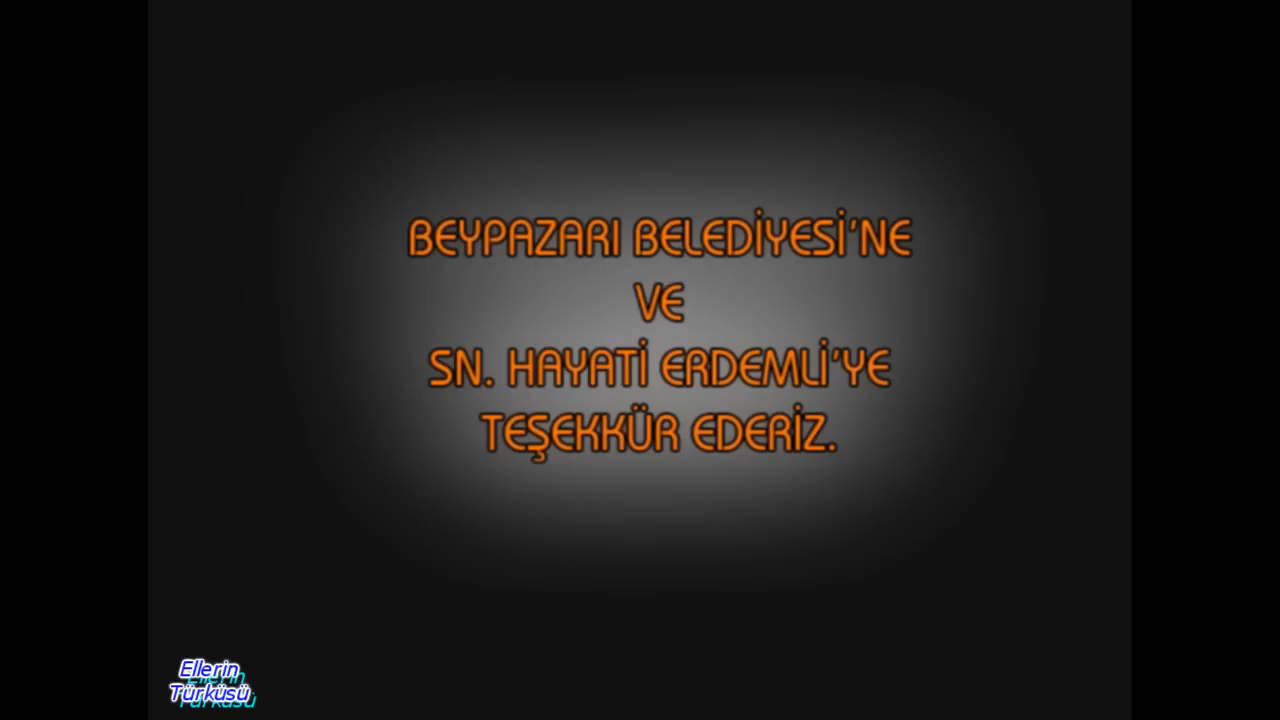 BEYPAZARI BELEDİYESİ'NE
VE
SN. HAYATİ ERDEMLİ'YE
TEŞEKKÜR EDERİZ.
Ellerin
Türküsü